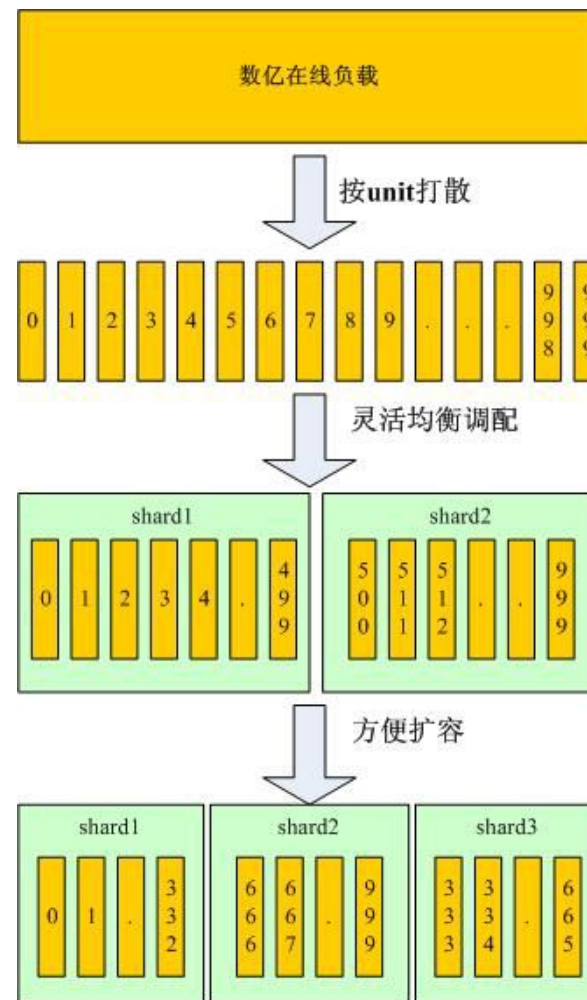 数亿在线负载
按unit打散
0 1 2 3 4 5 6 7 8 9 . . . 998 999
灵活均衡调配
shard1 shard2
0 1 2 3 4 . 499 500 511 512 . . 999
方便扩容
shard1 shard2 shard3
0 1 . 332 666 667 . 999 333 334 . 665